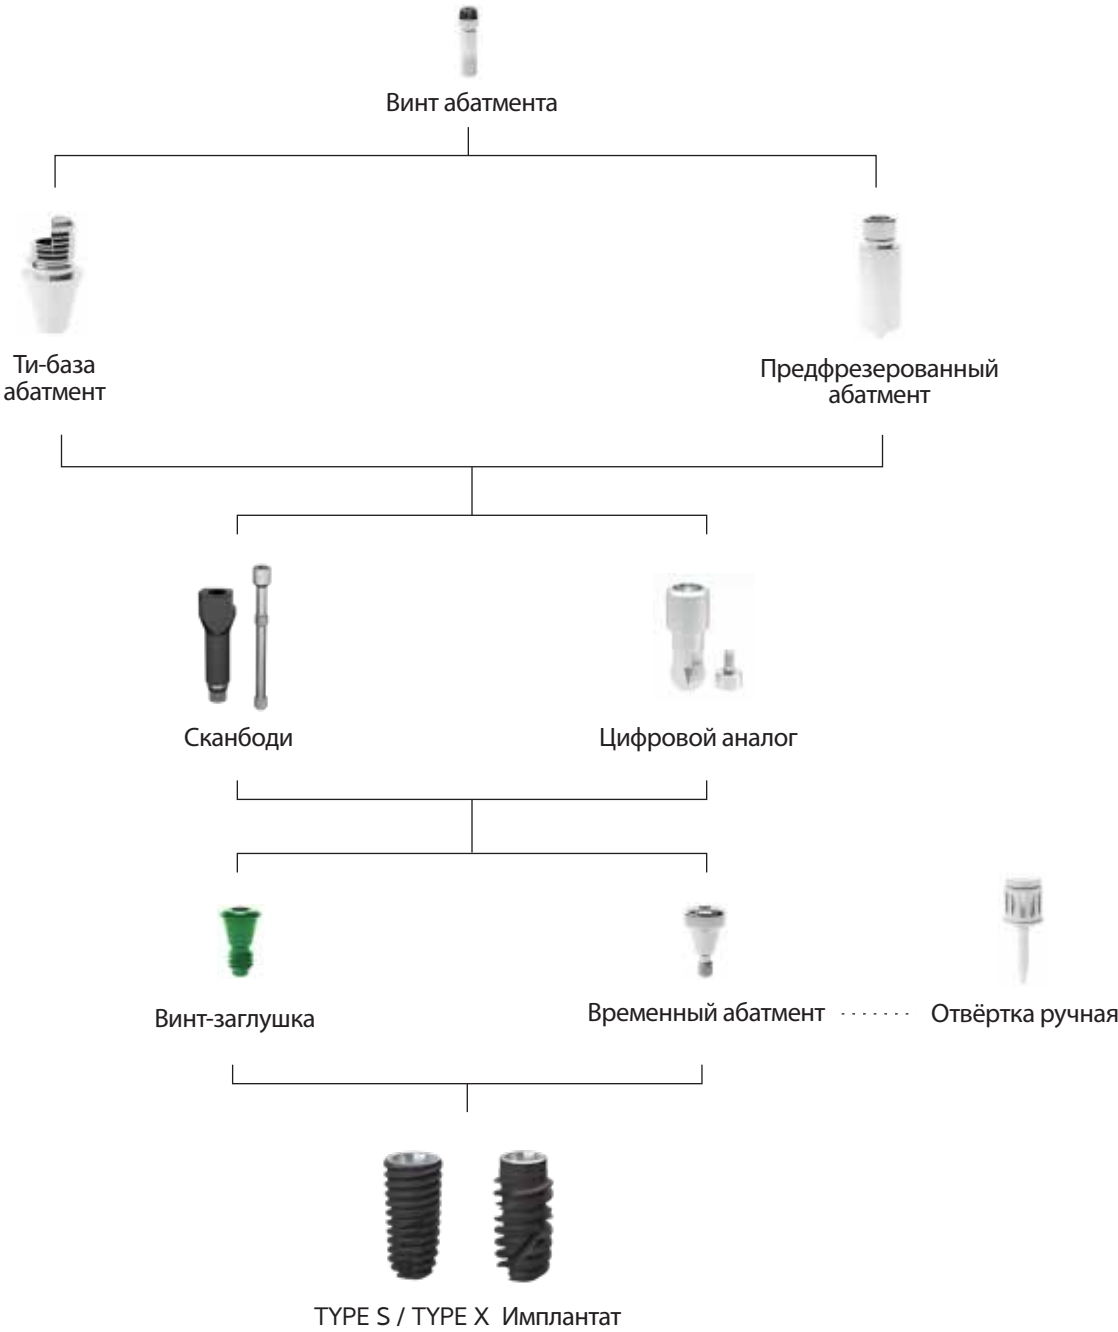 Винт абатмента
Ти-база
абатмент
Предфрезерованный
абатмент
Сканбоди
Цифровой аналог
Винт-заглушка
Временный абатмент ....... Отвёртка ручная
TYPE S / TYPE X Имплантат